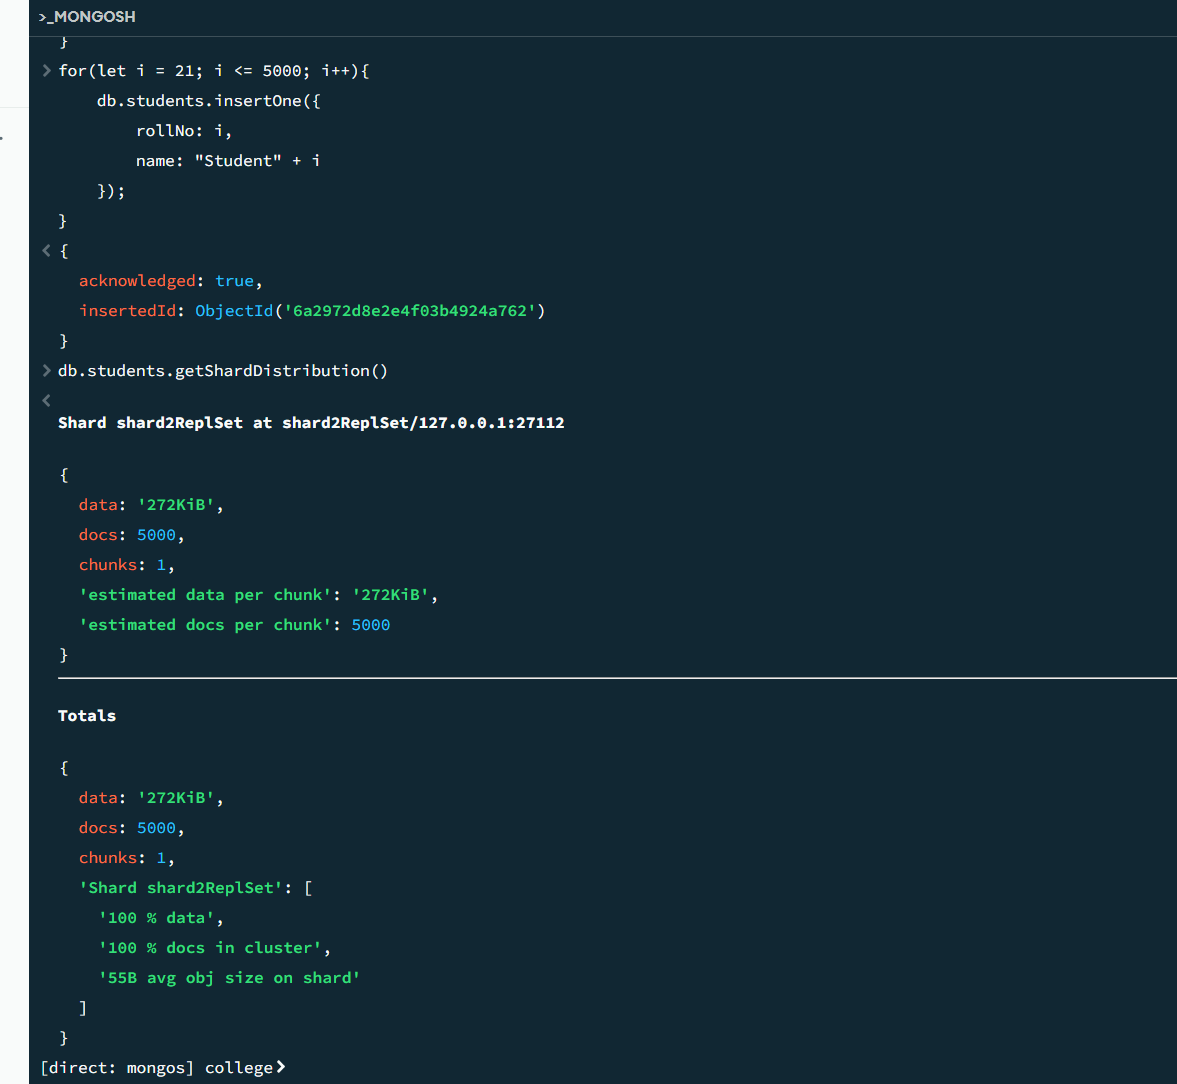 >_MONGOSH
}
> for(let i = 21; i <= 5000; i++){
db.students.insertOne({
rollNo: i,
name: "Student" + i
});
}
< {
acknowledged: true,
insertedId: ObjectId('6a2972d8e2e4f03b4924a762')
}
> db.students.getShardDistribution()
<
Shard shard2ReplSet at shard2ReplSet/127.0.0.1:27112
{
data: '272KiB',
docs: 5000,
chunks: 1,
'estimated data per chunk': '272KiB',
'estimated docs per chunk': 5000
}
Totals
{
data: '272KiB',
docs: 5000,
chunks: 1,
'Shard shard2ReplSet': [
'100 % data',
'100 % docs in cluster',
'55B avg obj size on shard'
]
}
[direct: mongos] college>